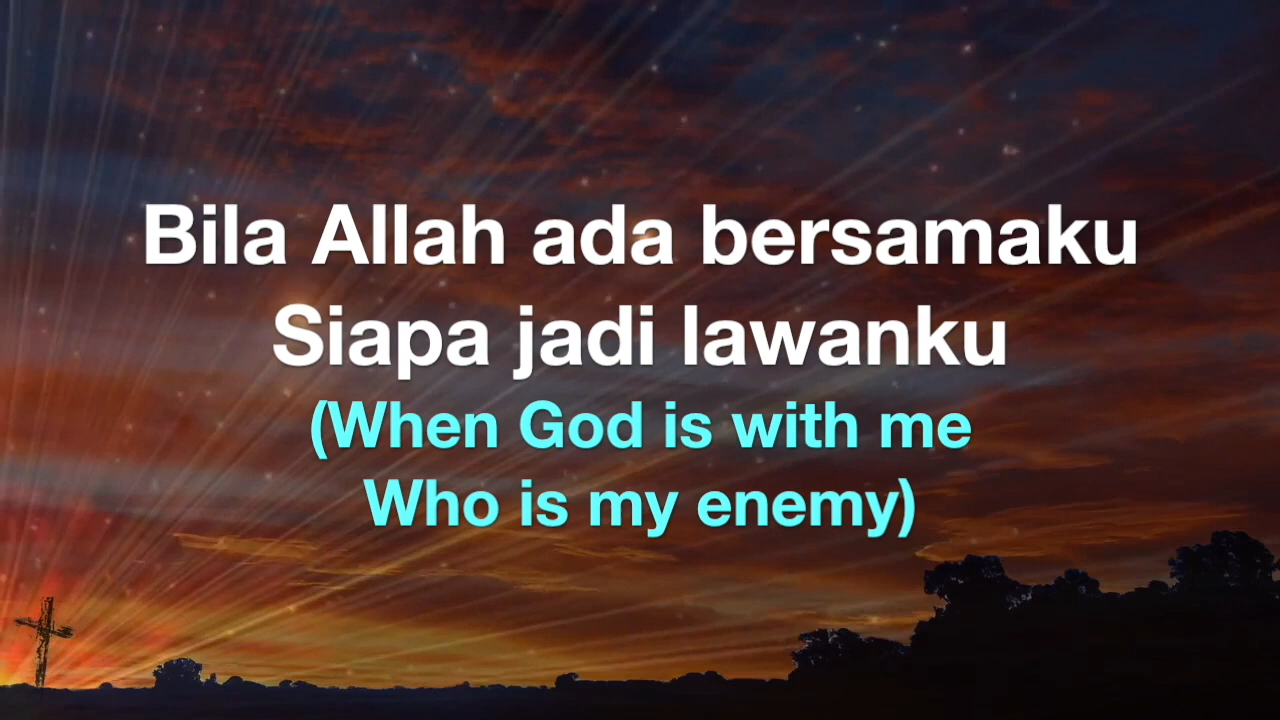 Bila Allah ada bersamaku
Siapa jadi lawanku
(When God is with me
Who is my enemy)